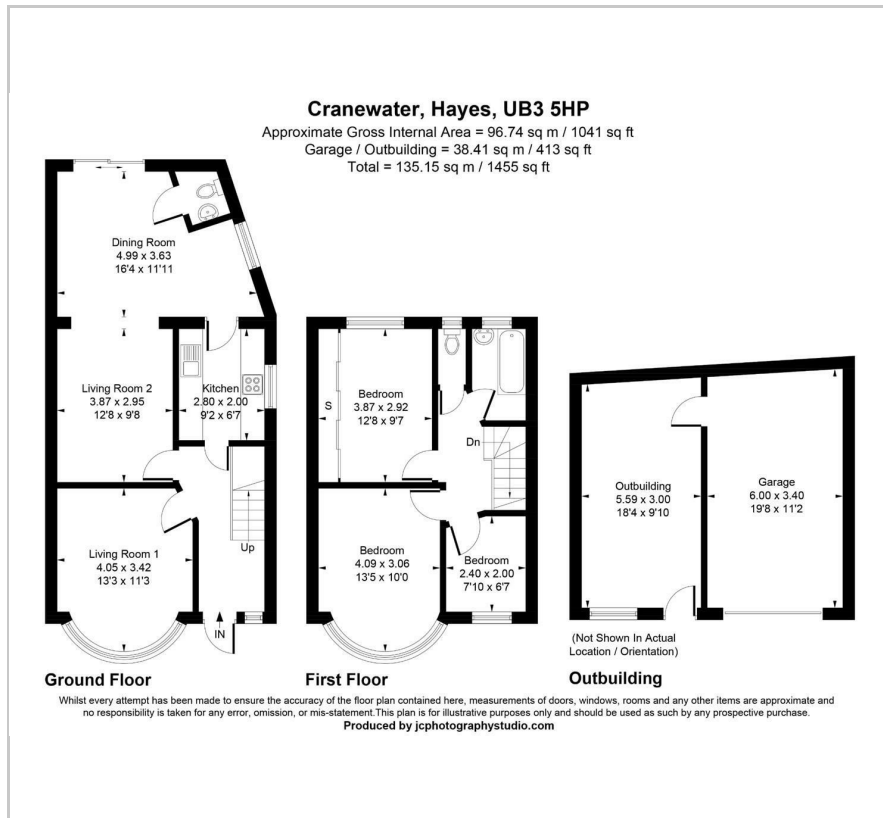 Cranewater, Hayes, UB3 5HP
Approximate Gross Internal Area = 96.74 sq m / 1041 sq ft
Garage / Outbuilding = 38.41 sq m / 413 sq ft
Total = 135.15 sq m / 1455 sq ft
Dining Room
4.99 x 3.63
16'4 x 11'11
Living Room 2
3.87 x 2.95
12'8 x 9'8
Kitchen
2.80 x 2.00
9'2 x 6'7
Living Room 1
4.05 x 3.42
13'3 x 11'3
Up
IN
Ground Floor
S
Bedroom
3.87 x 2.92
12'8 x 9'7
Dn
Bedroom
4.09 x 3.06
13'5 x 10'0
Bedroom
2.40 x 2.00
7'10 x 6'7
First Floor
Outbuilding
5.59 x 3.00
18'4 x 9'10
Garage
6.00 x 3.40
19'8 x 11'2
(Not Shown In Actual
Location / Orientation)
Outbuilding
Whilst every attempt has been made to ensure the accuracy of the floor plan contained here, measurements of doors, windows, rooms and any other items are approximate and
no responsibility is taken for any error, omission, or mis-statement.This plan is for illustrative purposes only and should be used as such by any prospective purchase.
Produced by jcphotographystudio.com